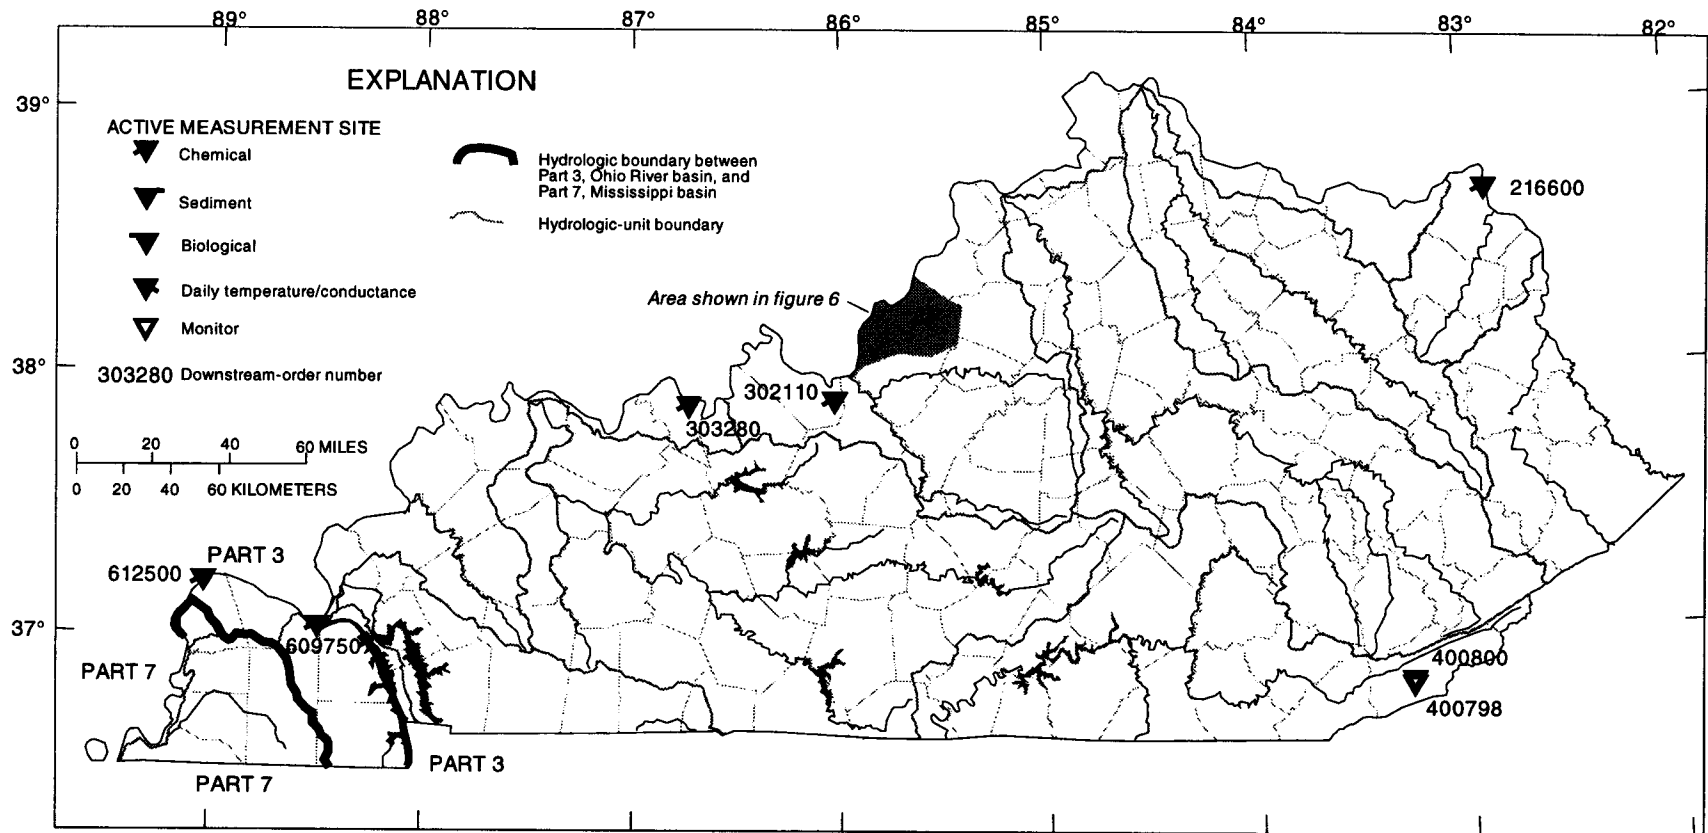 89° 88° 87° 86° 85° 84° 83° 82°
39°
38°
37°
EXPLANATION
ACTIVE MEASUREMENT SITE
Chemical
Sediment
Biological
Daily temperature/conductance
Monitor
303280 Downstream-order number
Hydrologic boundary between
Part 3, Ohio River basin, and
Part 7, Mississippi basin
Hydrologic-unit boundary
0 20 40 60 MILES
0 20 40 60 KILOMETERS
Area shown in figure 6
216600
302110
303280
PART 3
612500
609750
PART 7
400800
400798
PART 3
PART 7